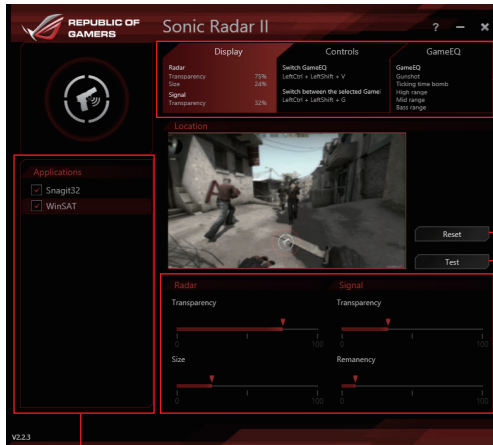 REPUBLIC OF
GAMERS
Sonic Radar II
?
Display
Controls
GameEQ
Radar
Transparency 75%
Size 24%
Signal
Transparency 32%
Switch GameEQ
LeftCtrl + LeftShift + V
Switch between the selected Game
LeftCtrl + LeftShift + G
GameEQ
Gunshot
Ticking time bomb
High range
Mid range
Bass range
Location
Applications
Snagit32
WinSAT
Reset
Test
Radar
Transparency
0 100
Size
0 100
Signal
Transparency
0 100
Remanency
0 100
V2.2.3